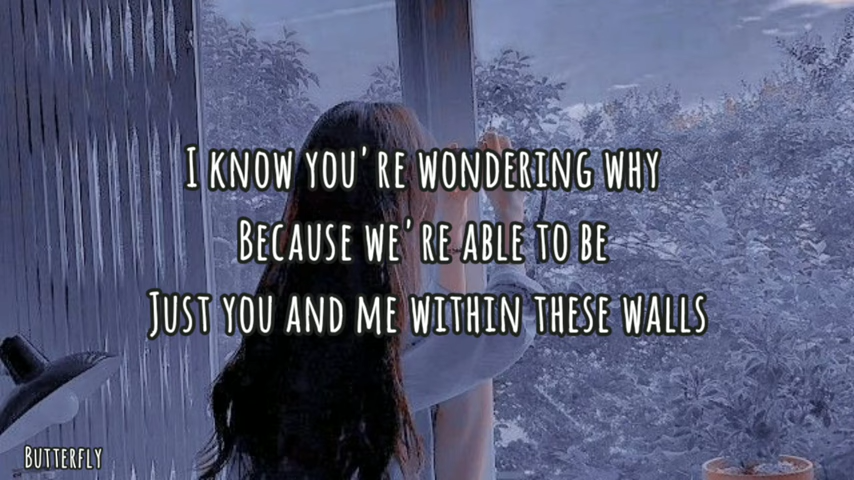 I know you're wondering why
Because we're able to be
Just you and me within these walls
Butterfly